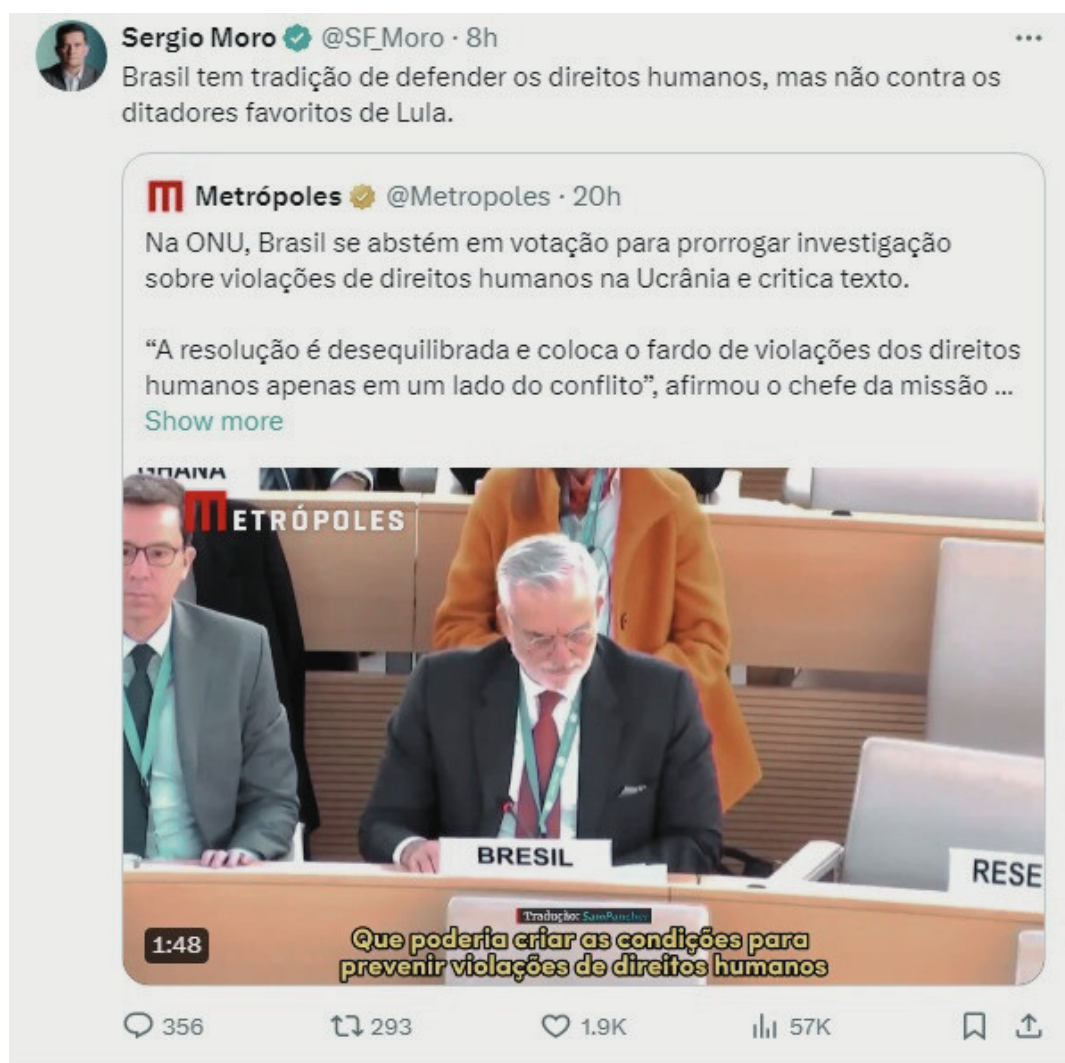 Sergio Moro @SF_Moro · 8h
Brasil tem tradição de defender os direitos humanos, mas não contra os
ditadores favoritos de Lula.
Metrópoles @Metropoles · 20h
Na ONU, Brasil se abstém em votação para prorrogar investigação
sobre violações de direitos humanos na Ucrânia e critica texto.
“A resolução é desequilibrada e coloca o fardo de violações dos direitos
humanos apenas em um lado do conflito”, afirmou o chefe da missão ...
Show more
GHANA
METRÓPOLES
BRESIL
RESE
Tradução: SamPancher
1:48
Que poderia criar as condições para
prevenir violações de direitos humanos
356 293 1.9K 57K